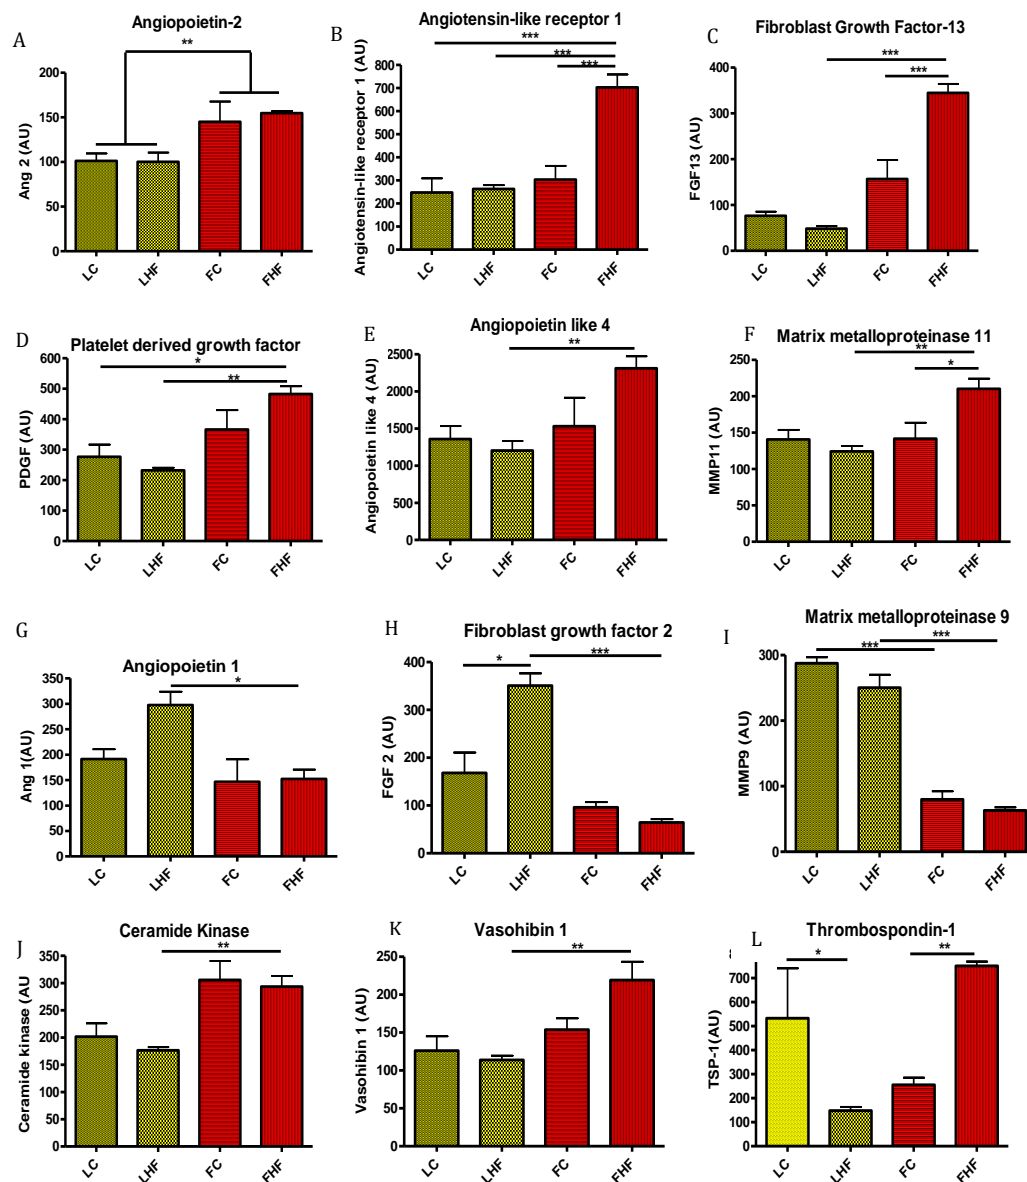 A
Angiopoietin-2
**
Ang 2 (AU)
200
150
100
50
0
LC
LHF
FC
FHF
B
Angiotensin-like receptor 1
***
***
***
Angiotensin-like receptor 1 (AU)
800
700
600
500
400
300
200
100
0
LC
LHF
FC
FHF
C
Fibroblast Growth Factor-13
***
***
FGF13 (AU)
400
300
200
100
0
LC
LHF
FC
FHF
D
Platelet derived growth factor
*
**
PDGF (AU)
600
500
400
300
200
100
0
LC
LHF
FC
FHF
E
Angiopoietin like 4
**
Angiopoietin like 4 (AU)
2500
2000
1500
1000
500
0
LC
LHF
FC
FHF
F
Matrix metalloproteinase 11
**
*
MMP11 (AU)
250
200
150
100
50
0
LC
LHF
FC
FHF
G
Angiopoietin 1
*
Ang 1(AU)
350
300
250
200
150
100
50
0
LC
LHF
FC
FHF
H
Fibroblast growth factor 2
*
***
FGF 2 (AU)
400
300
200
100
0
LC
LHF
FC
FHF
I
Matrix metalloproteinase 9
***
***
MMP9 (AU)
300
200
100
0
LC
LHF
FC
FHF
J
Ceramide Kinase
**
Ceramide kinase (AU
350
300
250
200
150
100
50
0
LC
LHF
FC
FHF
K
Vasohibin 1
**
Vasohibin 1 (AU)
250
200
150
100
50
0
LC
LHF
FC
FHF
L
Thrombospondin-1
*
**
TSP-1(AU)
700
600
500
400
300
200
100
0
LC
LHF
FC
FHF